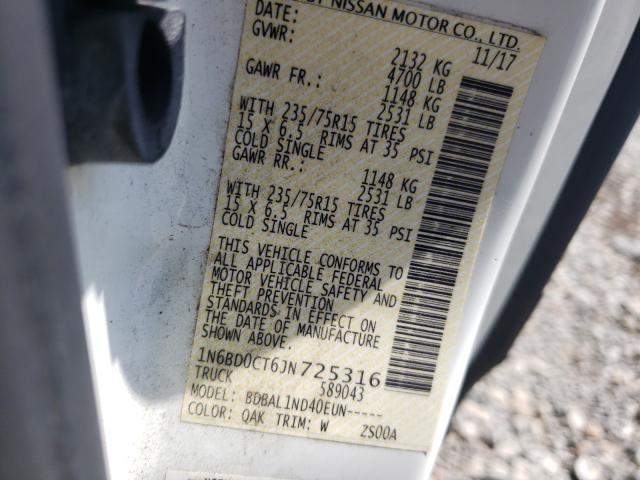 BY NISSAN MOTOR CO., LTD.
DATE: 11/17
GVWR: 2132 KG
4700 LB
GAWR FR.: 1148 KG
2531 LB
WITH 235/75R15 TIRES
15 X 6.5 RIMS AT 35 PSI
COLD SINGLE
GAWR RR.: 1148 KG
2531 LB
WITH 235/75R15 TIRES
15 X 6.5 RIMS AT 35 PSI
COLD SINGLE
THIS VEHICLE CONFORMS TO
ALL APPLICABLE FEDERAL
MOTOR VEHICLE SAFETY AND
THEFT PREVENTION
STANDARDS IN EFFECT ON
THE DATE OF MANUFACTURE
SHOWN ABOVE.
1N6BD0CT6JN725316
TRUCK 589043
MODEL: BDBAL1ND40EUN-----
COLOR: QAK TRIM: W ZS00A